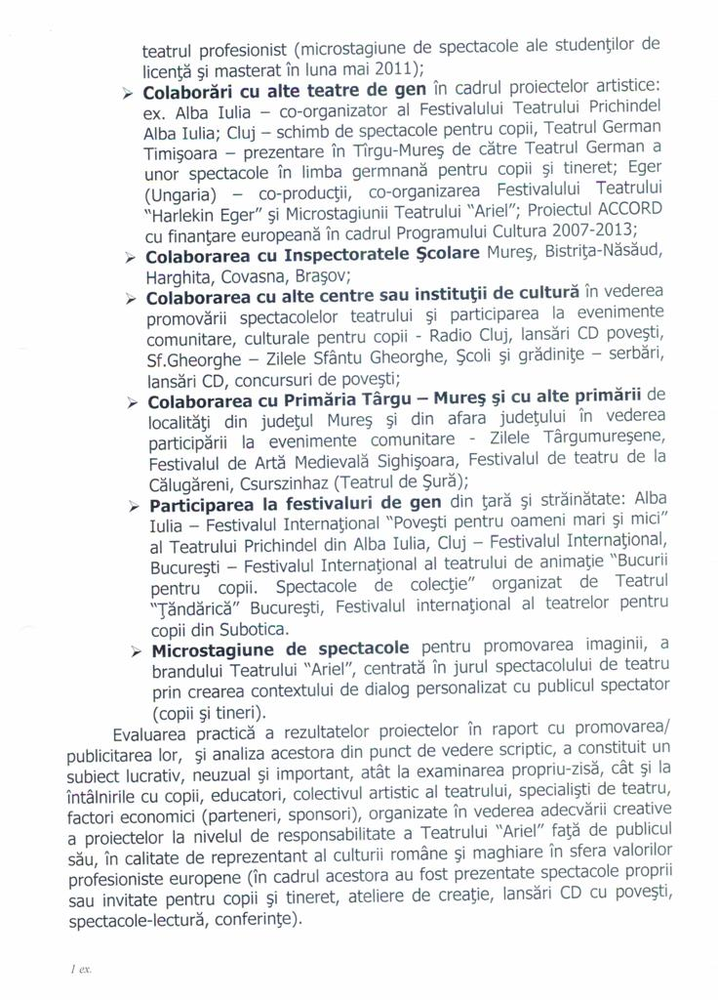 teatrul profesionist (microstagiune de spectacole ale studenţilor de
licenţă şi masterat în luna mai 2011);
➢ Colaborări cu alte teatre de gen în cadrul proiectelor artistice:
ex. Alba Iulia – co-organizator al Festivalului Teatrului Prichindel
Alba Iulia; Cluj – schimb de spectacole pentru copii, Teatrul German
Timişoara – prezentare în Tîrgu-Mureş de către Teatrul German a
unor spectacole în limba germnană pentru copii şi tineret; Eger
(Ungaria) – co-producţii, co-organizarea Festivalului Teatrului
“Harlekin Eger” şi Microstagiunii Teatrului “Ariel”; Proiectul ACCORD
cu finanţare europeană în cadrul Programului Cultura 2007-2013;
➢ Colaborarea cu Inspectoratele Şcolare Mureş, Bistriţa-Năsăud,
Harghita, Covasna, Braşov;
➢ Colaborarea cu alte centre sau instituţii de cultură în vederea
promovării spectacolelor teatrului şi participarea la evenimente
comunitare, culturale pentru copii - Radio Cluj, lansări CD poveşti,
Sf.Gheorghe – Zilele Sfântu Gheorghe, Şcoli şi grădiniţe – serbări,
lansări CD, concursuri de poveşti;
➢ Colaborarea cu Primăria Târgu – Mureş şi cu alte primării de
localităţi din judeţul Mureş şi din afara judeţului în vederea
participării la evenimente comunitare - Zilele Târgumureşene,
Festivalul de Artă Medievală Sighişoara, Festivalul de teatru de la
Călugăreni, Csurszinhaz (Teatrul de Şură);
➢ Participarea la festivaluri de gen din ţară şi străinătate: Alba
Iulia – Festivalul Internaţional “Poveşti pentru oameni mari şi mici”
al Teatrului Prichindel din Alba Iulia, Cluj – Festivalul Internaţional,
Bucureşti – Festivalul Internaţional al teatrului de animaţie “Bucurii
pentru copii. Spectacole de colecţie” organizat de Teatrul
“Ţăndărică” Bucureşti, Festivalul internaţional al teatrelor pentru
copii din Subotica.
➢ Microstagiune de spectacole pentru promovarea imaginii, a
brandului Teatrului “Ariel”, centrată în jurul spectacolului de teatru
prin crearea contextului de dialog personalizat cu publicul spectator
(copii şi tineri).
Evaluarea practică a rezultatelor proiectelor în raport cu promovarea/
publicitarea lor, şi analiza acestora din punct de vedere scriptic, a constituit un
subiect lucrativ, neuzual şi important, atât la examinarea propriu-zisă, cât şi la
întâlnirile cu copii, educatori, colectivul artistic al teatrului, specialişti de teatru,
factori economici (parteneri, sponsori), organizate în vederea adecvării creative
a proiectelor la nivelul de responsabilitate a Teatrului “Ariel” faţă de publicul
său, în calitate de reprezentant al culturii române şi maghiare în sfera valorilor
profesioniste europene (în cadrul acestora au fost prezentate spectacole proprii
sau invitate pentru copii şi tineret, ateliere de creaţie, lansări CD cu poveşti,
spectacole-lectură, conferinţe).
1 ex.